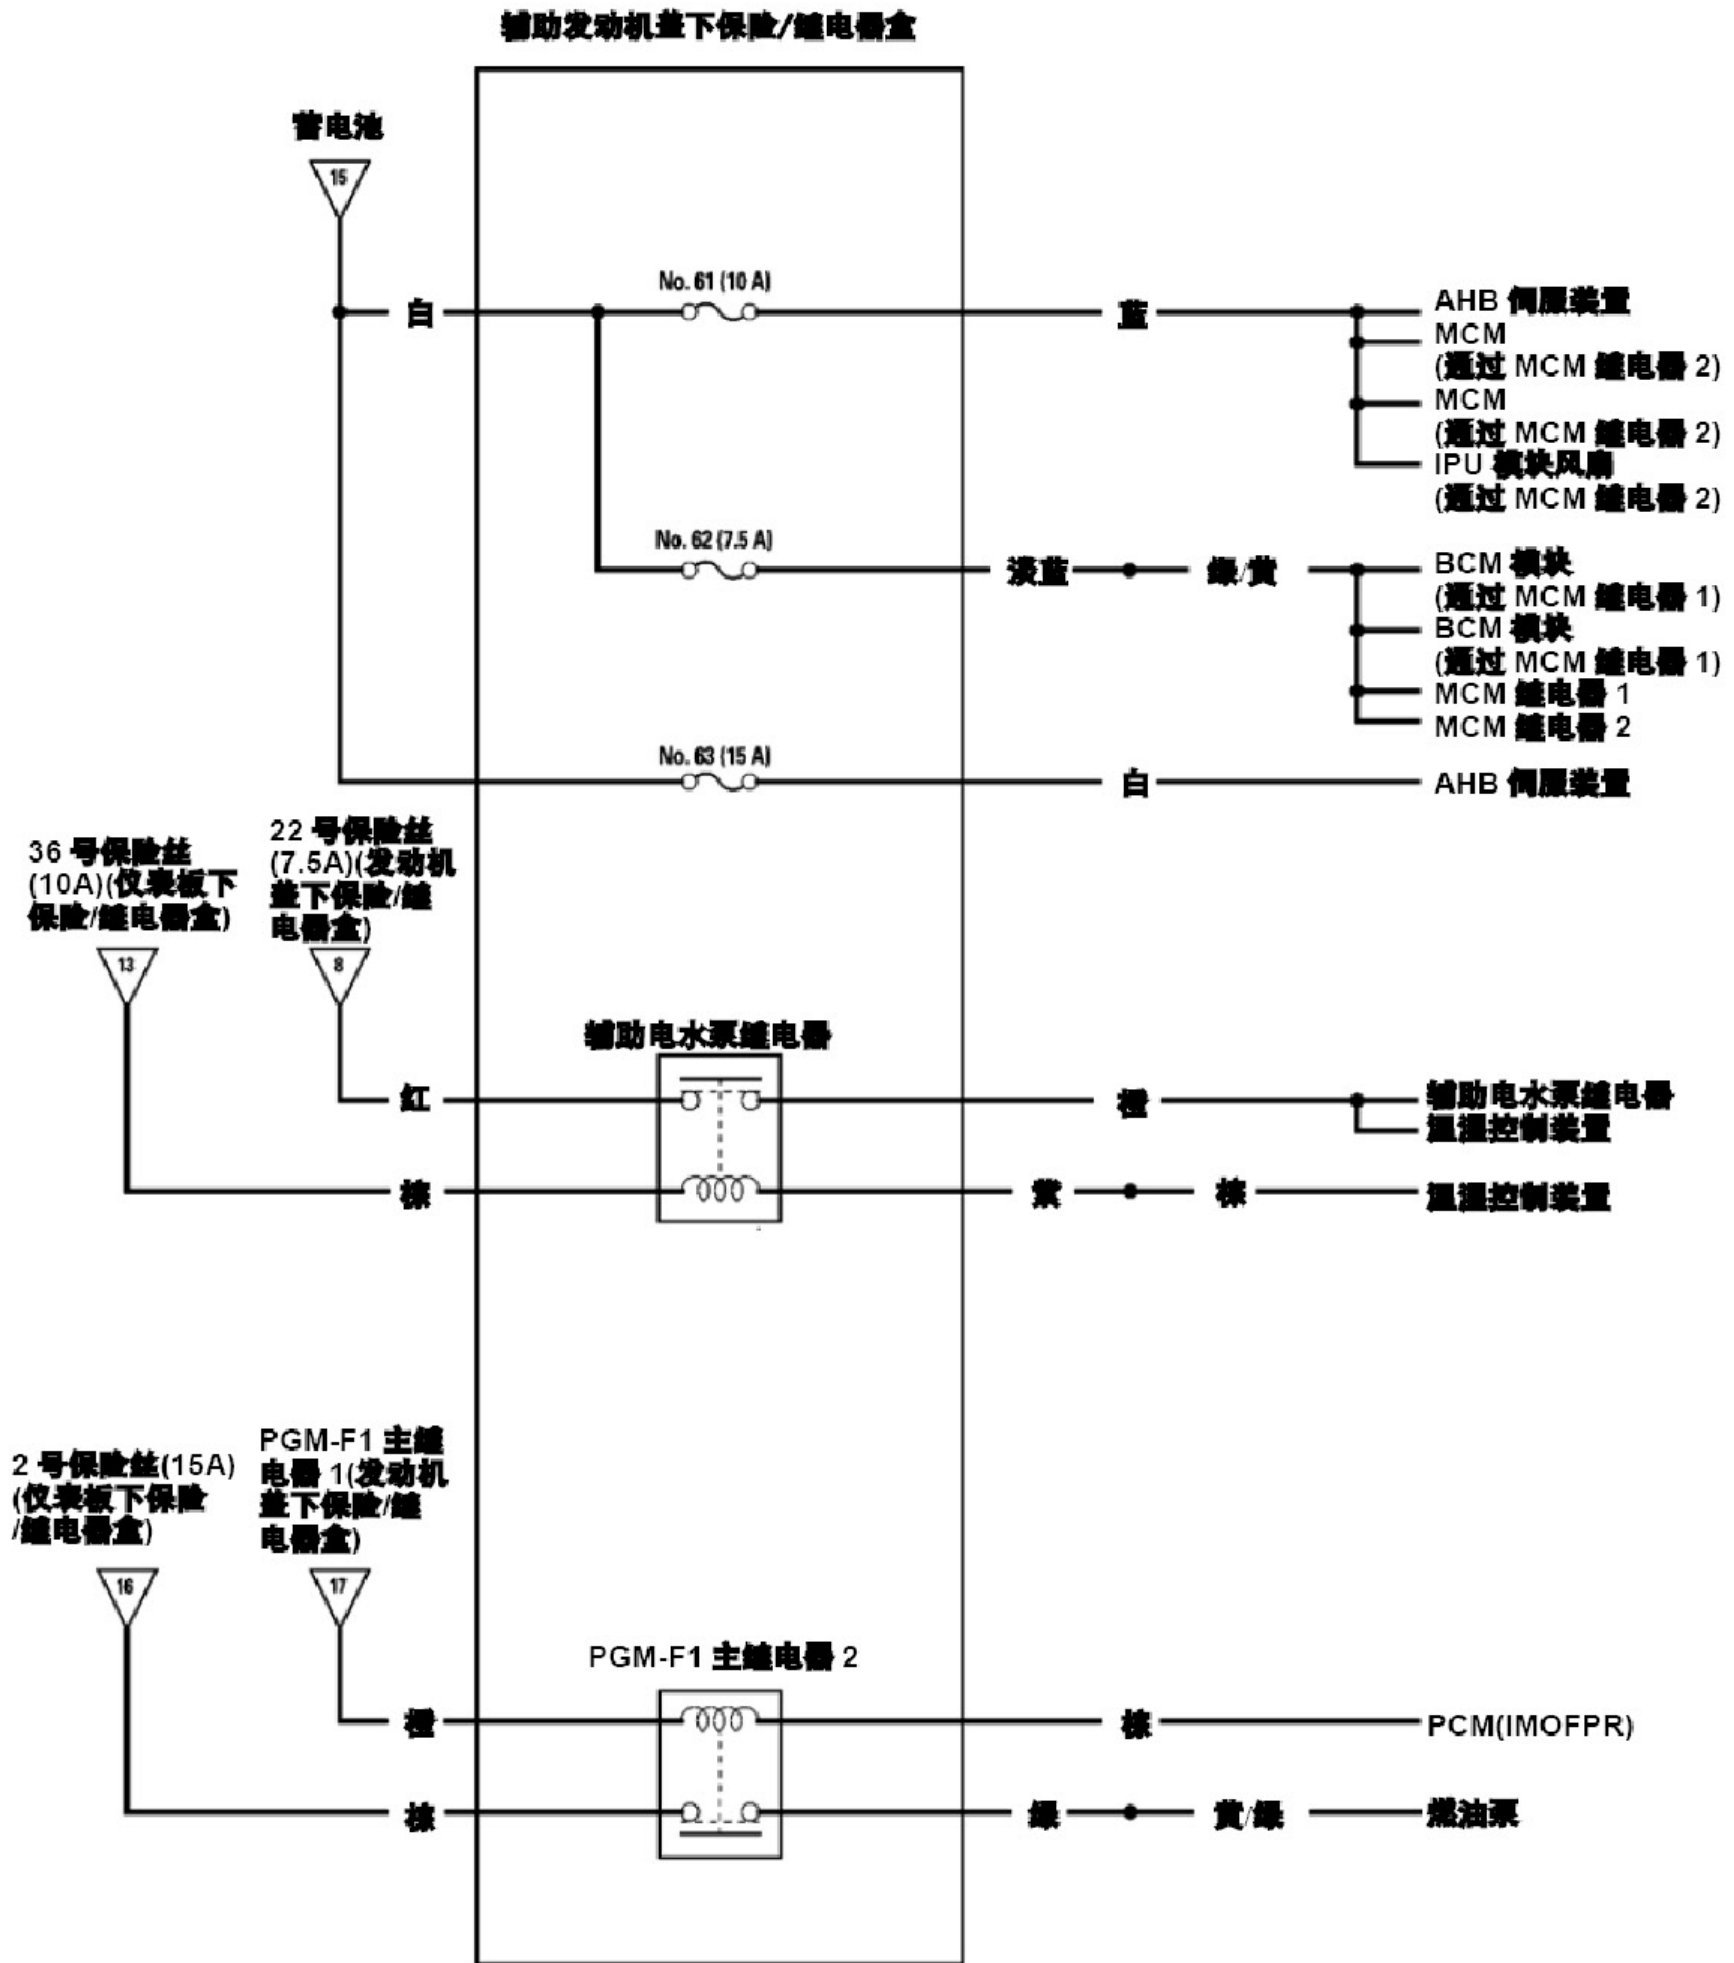 辅助发动机盖下保险/继电器盒
蓄电池
15
No. 61 (10 A)
白
蓝
AHB 伺服装置
MCM
(通过 MCM 继电器 2)
MCM
(通过 MCM 继电器 2)
IPU 模块风扇
(通过 MCM 继电器 2)
No. 62 (7.5 A)
淡蓝
绿/黄
BCM 模块
(通过 MCM 继电器 1)
BCM 模块
(通过 MCM 继电器 1)
MCM 继电器 1
MCM 继电器 2
No. 63 (15 A)
白
AHB 伺服装置
36 号保险丝
(10A)(仪表板下
保险/继电器盒)
13
22 号保险丝
(7.5A)(发动机
盖下保险/继
电器盒)
8
辅助电水泵继电器
红
橙
辅助电水泵继电器
温湿控制装置
棕
紫
棕
温湿控制装置
2 号保险丝(15A)
(仪表板下保险
/继电器盒)
16
PGM-F1 主继
电器 1(发动机
盖下保险/继
电器盒)
17
PGM-F1 主继电器 2
橙
棕
PCM(IMOFPR)
棕
绿
黄/绿
燃油泵